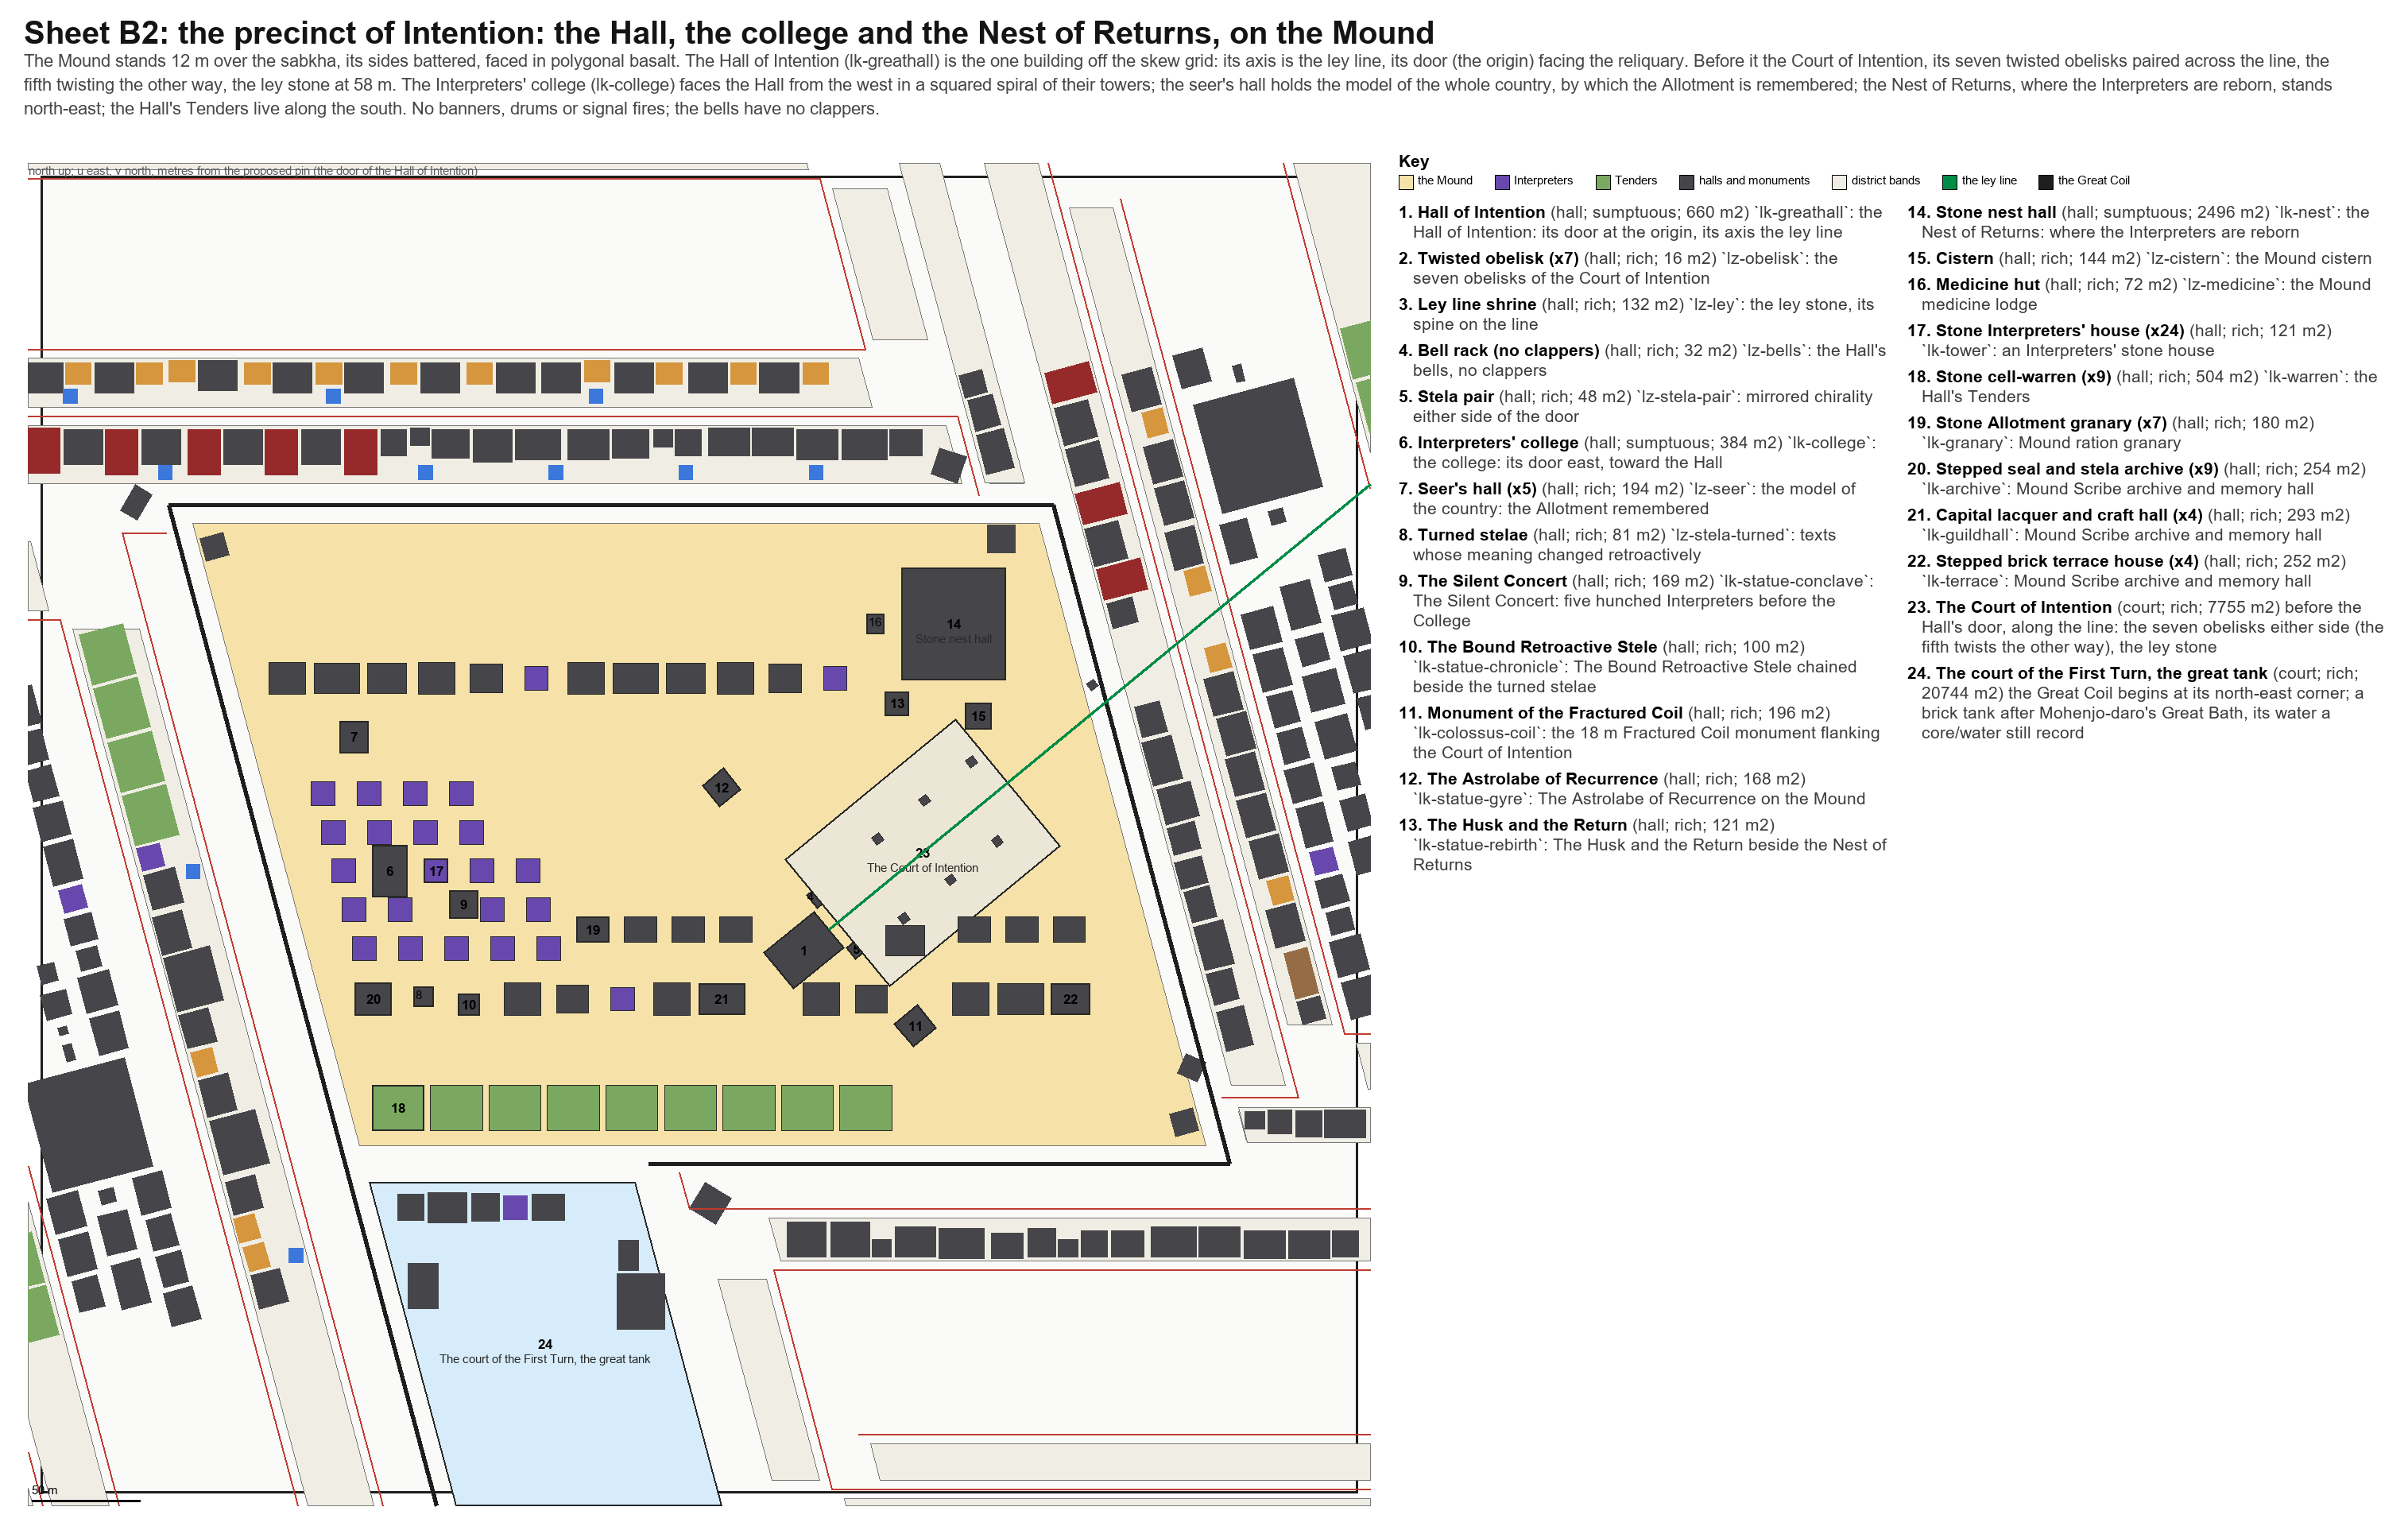 Sheet B2: the precinct of Intention: the Hall, the college and the Nest of Returns, on the Mound
The Mound stands 12 m over the sabkha, its sides battered, faced in polygonal basalt. The Hall of Intention (lk-greathall) is the one building off the skew grid: its axis is the ley line, its door (the origin) facing the reliquary. Before it the Court of Intention, its seven twisted obelisks paired across the line, the
fifth twisting the other way, the ley stone at 58 m. The Interpreters' college (lk-college) faces the Hall from the west in a squared spiral of their towers; the seer's hall holds the model of the whole country, by which the Allotment is remembered; the Nest of Returns, where the Interpreters are reborn, stands
north-east; the Hall's Tenders live along the south. No banners, drums or signal fires; the bells have no clappers.
north up; u east, v north, metres from the proposed pin (the door of the Hall of Intention)
16
14
Stone nest hall
13
15
7
12
23
The Court of Intention
6
17
9
19
1
20
8
10
21
22
11
18
24
The court of the First Turn, the great tank
50 m
Key
the Mound
Interpreters
Tenders
halls and monuments
district bands
the ley line
the Great Coil
1. Hall of Intention (hall; sumptuous; 660 m2) `lk-greathall`: the
Hall of Intention: its door at the origin, its axis the ley line
2. Twisted obelisk (x7) (hall; rich; 16 m2) `lz-obelisk`: the
seven obelisks of the Court of Intention
3. Ley line shrine (hall; rich; 132 m2) `lz-ley`: the ley stone, its
spine on the line
4. Bell rack (no clappers) (hall; rich; 32 m2) `lz-bells`: the Hall's
bells, no clappers
5. Stela pair (hall; rich; 48 m2) `lz-stela-pair`: mirrored chirality
either side of the door
6. Interpreters' college (hall; sumptuous; 384 m2) `lk-college`:
the college: its door east, toward the Hall
7. Seer's hall (x5) (hall; rich; 194 m2) `lz-seer`: the model of
the country: the Allotment remembered
8. Turned stelae (hall; rich; 81 m2) `lz-stela-turned`: texts
whose meaning changed retroactively
9. The Silent Concert (hall; rich; 169 m2) `lk-statue-conclave`:
The Silent Concert: five hunched Interpreters before the
College
10. The Bound Retroactive Stele (hall; rich; 100 m2)
`lk-statue-chronicle`: The Bound Retroactive Stele chained
beside the turned stelae
11. Monument of the Fractured Coil (hall; rich; 196 m2)
`lk-colossus-coil`: the 18 m Fractured Coil monument flanking
the Court of Intention
12. The Astrolabe of Recurrence (hall; rich; 168 m2)
`lk-statue-gyre`: The Astrolabe of Recurrence on the Mound
13. The Husk and the Return (hall; rich; 121 m2)
`lk-statue-rebirth`: The Husk and the Return beside the Nest of
Returns
14. Stone nest hall (hall; sumptuous; 2496 m2) `lk-nest`: the
Nest of Returns: where the Interpreters are reborn
15. Cistern (hall; rich; 144 m2) `lz-cistern`: the Mound cistern
16. Medicine hut (hall; rich; 72 m2) `lz-medicine`: the Mound
medicine lodge
17. Stone Interpreters' house (x24) (hall; rich; 121 m2)
`lk-tower`: an Interpreters' stone house
18. Stone cell-warren (x9) (hall; rich; 504 m2) `lk-warren`: the
Hall's Tenders
19. Stone Allotment granary (x7) (hall; rich; 180 m2)
`lk-granary`: Mound ration granary
20. Stepped seal and stela archive (x9) (hall; rich; 254 m2)
`lk-archive`: Mound Scribe archive and memory hall
21. Capital lacquer and craft hall (x4) (hall; rich; 293 m2)
`lk-guildhall`: Mound Scribe archive and memory hall
22. Stepped brick terrace house (x4) (hall; rich; 252 m2)
`lk-terrace`: Mound Scribe archive and memory hall
23. The Court of Intention (court; rich; 7755 m2) before the
Hall's door, along the line: the seven obelisks either side (the
fifth twists the other way), the ley stone
24. The court of the First Turn, the great tank (court; rich;
20744 m2) the Great Coil begins at its north-east corner; a
brick tank after Mohenjo-daro's Great Bath, its water a
core/water still record